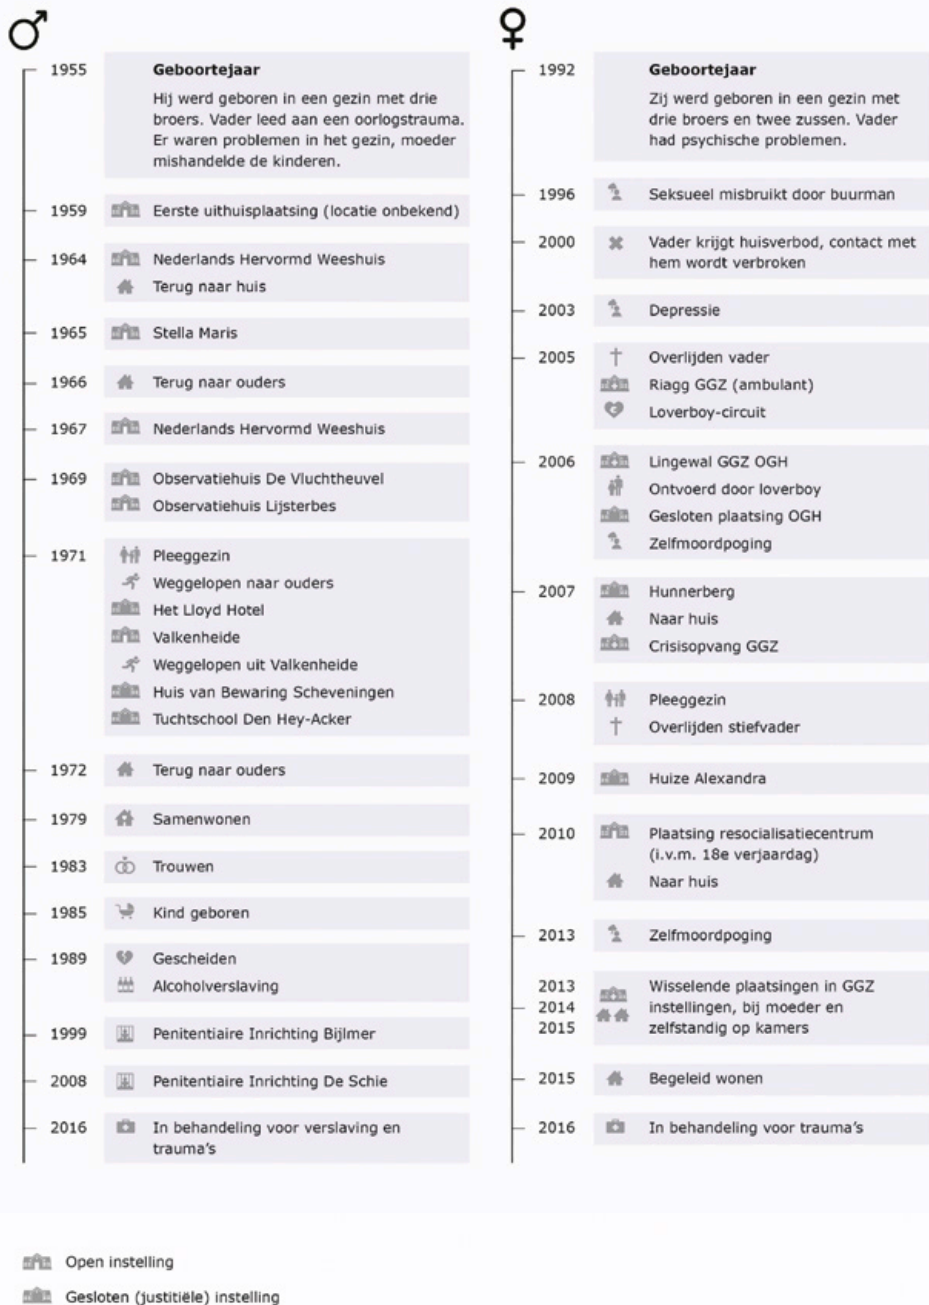 1955 Geboortejaar
Hij werd geboren in een gezin met drie
broers. Vader leed aan een oorlogstrauma.
Er waren problemen in het gezin, moeder
mishandelde de kinderen.
1959 Eerste uithuisplaatsing (locatie onbekend)
1964 Nederlands Hervormd Weeshuis
Terug naar huis
1965 Stella Maris
1966 Terug naar ouders
1967 Nederlands Hervormd Weeshuis
1969 Observatiehuis De Vluchtheuvel
Observatiehuis Lijsterbes
1971 Pleeggezin
Weggelopen naar ouders
Het Lloyd Hotel
Valkenheide
Weggelopen uit Valkenheide
Huis van Bewaring Scheveningen
Tuchtschool Den Hey-Acker
1972 Terug naar ouders
1979 Samenwonen
1983 Trouwen
1985 Kind geboren
1989 Gescheiden
Alcoholverslaving
1999 Penitentiaire Inrichting Bijlmer
2008 Penitentiaire Inrichting De Schie
2016 In behandeling voor verslaving en
trauma's
1992 Geboortejaar
Zij werd geboren in een gezin met
drie broers en twee zussen. Vader
had psychische problemen.
1996 Seksueel misbruikt door buurman
2000 Vader krijgt huisverbod, contact met
hem wordt verbroken
2003 Depressie
2005 Overlijden vader
Riagg GGZ (ambulant)
Loverboy-circuit
2006 Lingewal GGZ OGH
Ontvoerd door loverboy
Gesloten plaatsing OGH
Zelfmoordpoging
2007 Hunnerberg
Naar huis
Crisisopvang GGZ
2008 Pleeggezin
Overlijden stiefvader
2009 Huize Alexandra
2010 Plaatsing resocialisatiecentrum
(i.v.m. 18e verjaardag)
Naar huis
2013 Zelfmoordpoging
2013 Wisselende plaatsingen in GGZ
2014 instellingen, bij moeder en
2015 zelfstandig op kamers
2015 Begeleid wonen
2016 In behandeling voor trauma's
Open instelling
Gesloten (justitiële) instelling